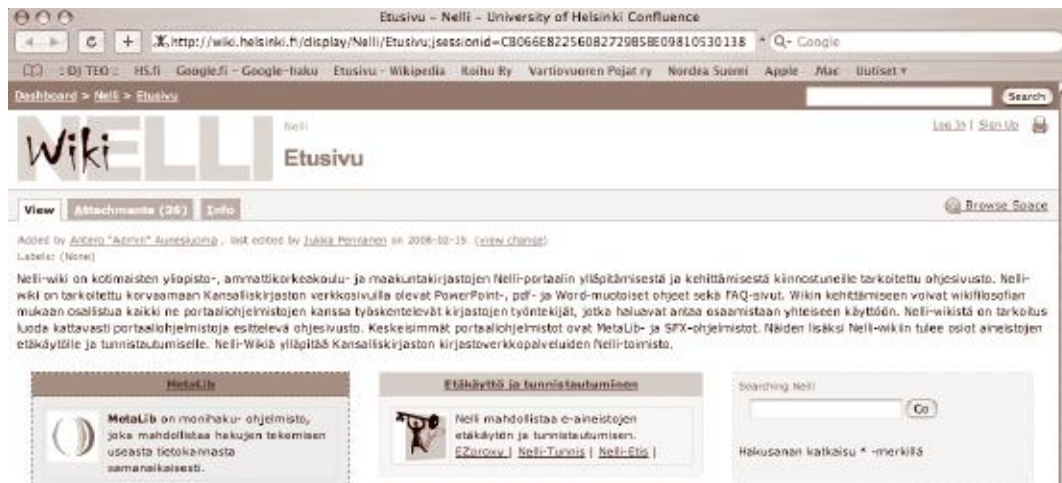 Etusivu – Nelli – University of Helsinki Confluence
http://wiki.helsinki.fi/display/Nelli/Etusivu;jsessionid=CB066E82256082729B5BE09810530138
Google
:: DJ TEO :: HS.fi Google.fi – Google-haku Etusivu – Wikipedia Roihu Ry Vartiovuoren Pojat ry Nordea Suomi Apple Mac Uutiset
Dashboard > Nelli > Etusivu
Search
Wiki NELLI
Nelli
Etusivu
Log In | Sign Up
View Attachments (26) Info
Browse Space
Added by Antero "Admin" Aunesluoma , last edited by Jukka Pennanen on 2008-02-15 (view change)
Labels: (None)
Nelli-wiki on kotimaisten yliopisto-, ammattikorkeakoulu- ja maakuntakirjastojen Nelli-portaalin ylläpitämisestä ja kehittämisestä kiinnostuneille tarkoitettu ohjesivusto. Nelli-
wiki on tarkoitettu korvaamaan Kansalliskirjaston verkkosivuilla olevat PowerPoint-, pdf- ja Word-muotoiset ohjeet sekä FAQ-sivut. Wikin kehittämiseen voivat wikifilosofian
mukaan osallistua kaikki ne portaaliohjelmistojen kanssa työskentelevät kirjastojen työntekijät, jotka haluavat antaa osaamistaan yhteiseen käyttöön. Nelli-wikistä on tarkoitus
luoda kattavasti portaaliohjelmistoja esittelevä ohjesivusto. Keskeisimmät portaaliohjelmistot ovat MetaLib- ja SFX-ohjelmistot. Näiden lisäksi Nelli-wikiin tulee osiot aineistojen
etäkäytölle ja tunnistautumiselle. Nelli-Wikiä ylläpitää Kansalliskirjaston kirjastoverkkopalveluiden Nelli-toimisto.
MetaLib
MetaLib on monihaku- ohjelmisto,
joka mahdollistaa hakujen tekemisen
useasta tietokannasta
samanaikaisesti.
Etäkäyttö ja tunnistautuminen
Nelli mahdollistaa e-aineistojen
etäkäytön ja tunnistautumisen.
EZproxy | Nelli-Tunnis | Nelli-Etis |
Searching Nelli
Go
Hakusanan katkaisu * -merkillä